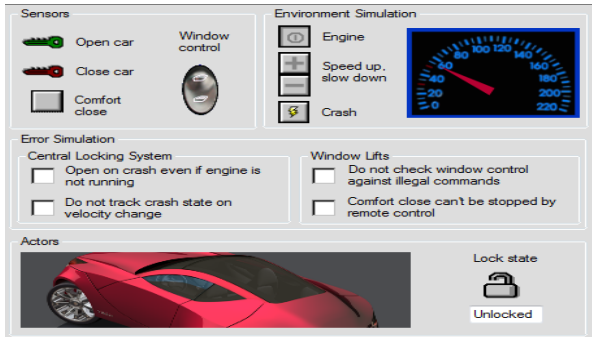 Sensors
Open car
Close car
Comfort
close
Window
control
Environment Simulation
Engine
Speed up,
slow down
Crash
0
20
40
60
80
100
120
140
160
180
200
220
Error Simulation
Central Locking System
Open on crash even if engine is
not running
Do not track crash state on
velocity change
Window Lifts
Do not check window control
against illegal commands
Comfort close can't be stopped by
remote control
Actors
Lock state
Unlocked